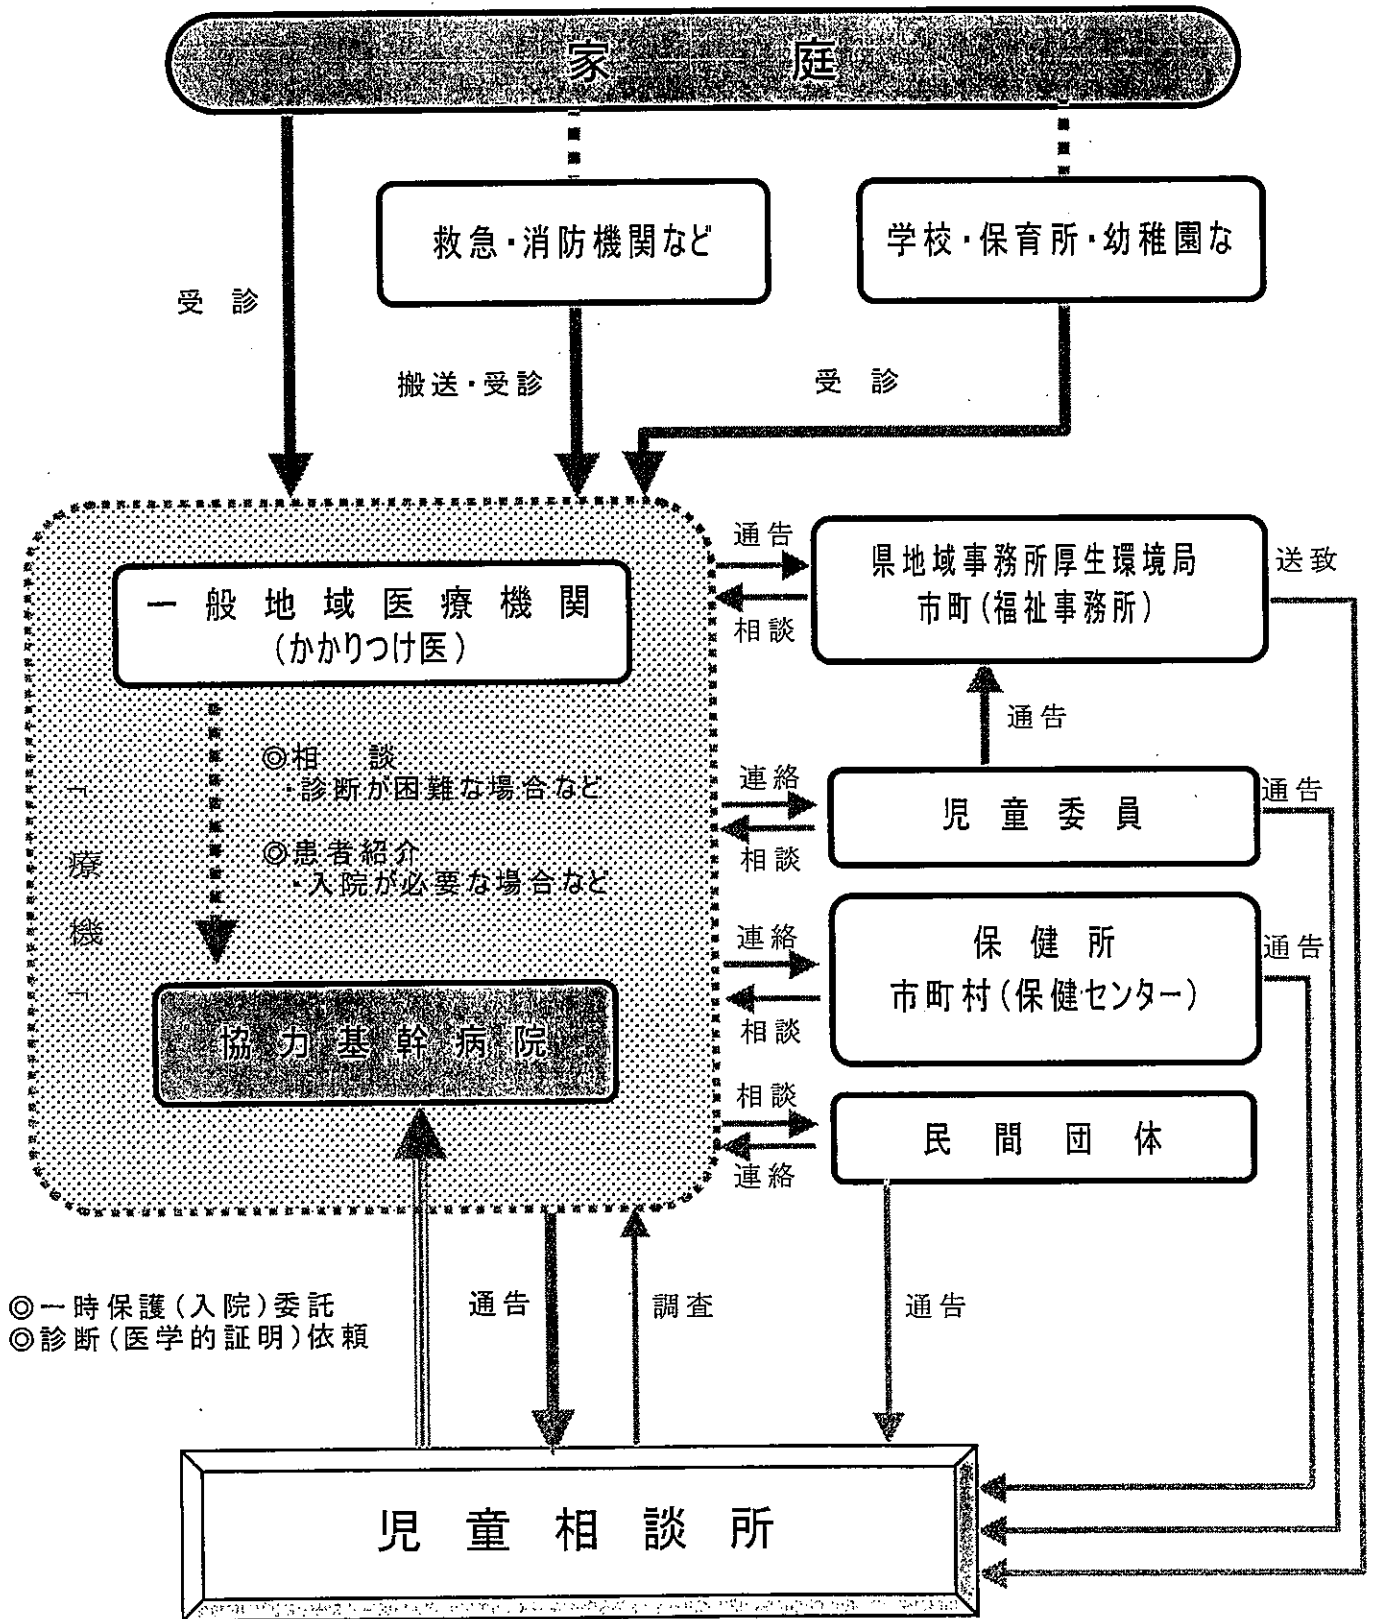 家 庭
救急・消防機関など
学校・保育所・幼稚園な
受 診
搬送・受診
受 診
一般地域医療機関
(かかりつけ医)
通告
相談
県地域事務所厚生環境局
市町(福祉事務所)
送致
通告
◎相 談
・診断が困難な場合など
◎患者紹介
・入院が必要な場合など
療
機
連絡
相談
児童委員
通告
連絡
相談
保健所
市町村(保健センター)
通告
協力基幹病院
相談
連絡
民間団体
◎一時保護(入院)委託
◎診断(医学的証明)依頼
通告
調査
通告
児童相談所